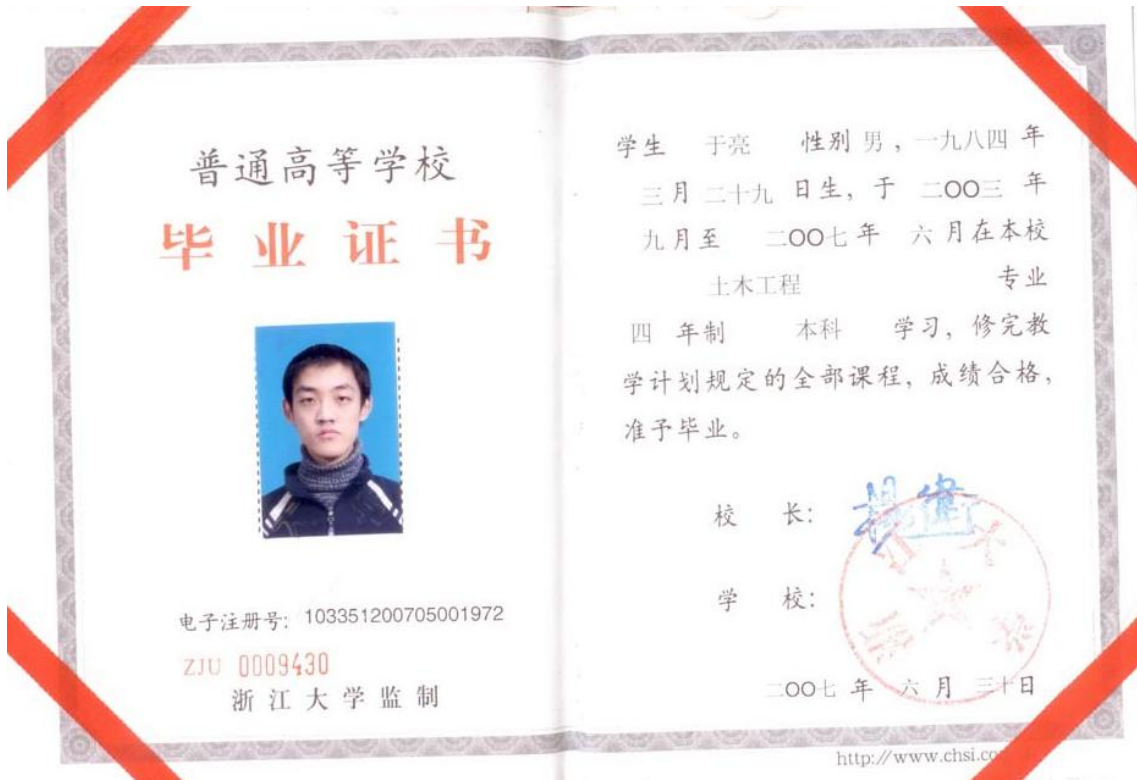 普通高等学校
毕业证书
电子注册号: 103351200705001972
ZJU 0009430
浙江大学监制
学生 于亮 性别 男, 一九八四 年
三 月 二十九 日生, 于 二OO三 年
九 月至 二OO七 年 六 月在本校
土木工程 专业
四 年制 本科 学习, 修完教
学计划规定的全部课程, 成绩合格,
准予毕业。
校 长: 杨卫
学 校:
浙江大学
二OO七 年 六 月 三十日
http://www.chsi.co